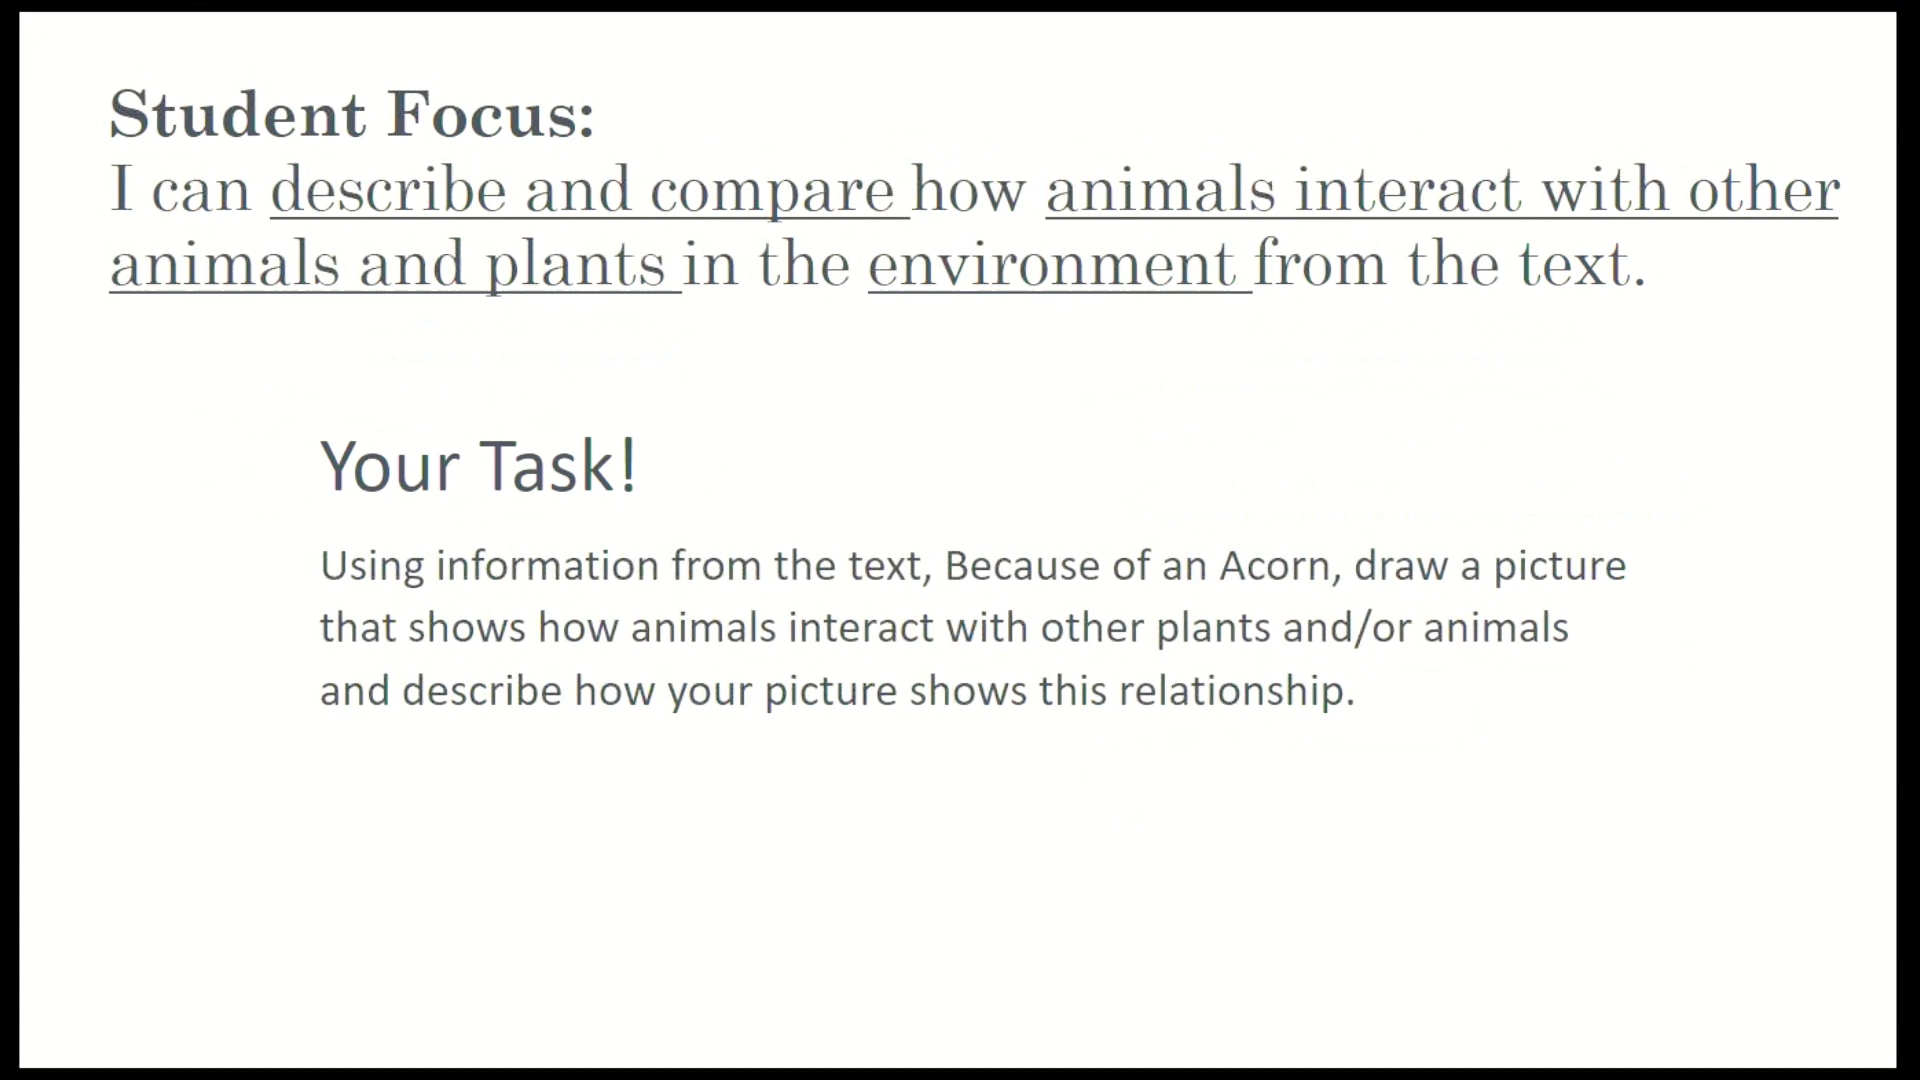 Student Focus:
I can describe and compare how animals interact with other
animals and plants in the environment from the text.
Your Task!
Using information from the text, Because of an Acorn, draw a picture
that shows how animals interact with other plants and/or animals
and describe how your picture shows this relationship.